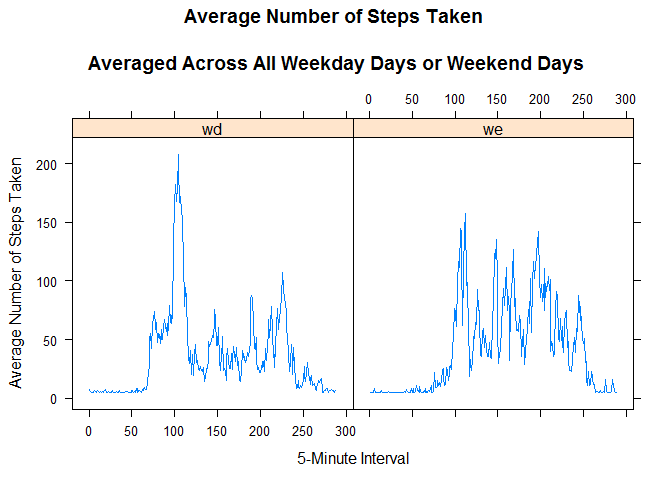 Average Number of Steps Taken
Averaged Across All Weekday Days or Weekend Days
0 50 100 150 200 250 300
wd we
Average Number of Steps Taken
200
150
100
50
0
0 50 100 150 200 250 300
5-Minute Interval